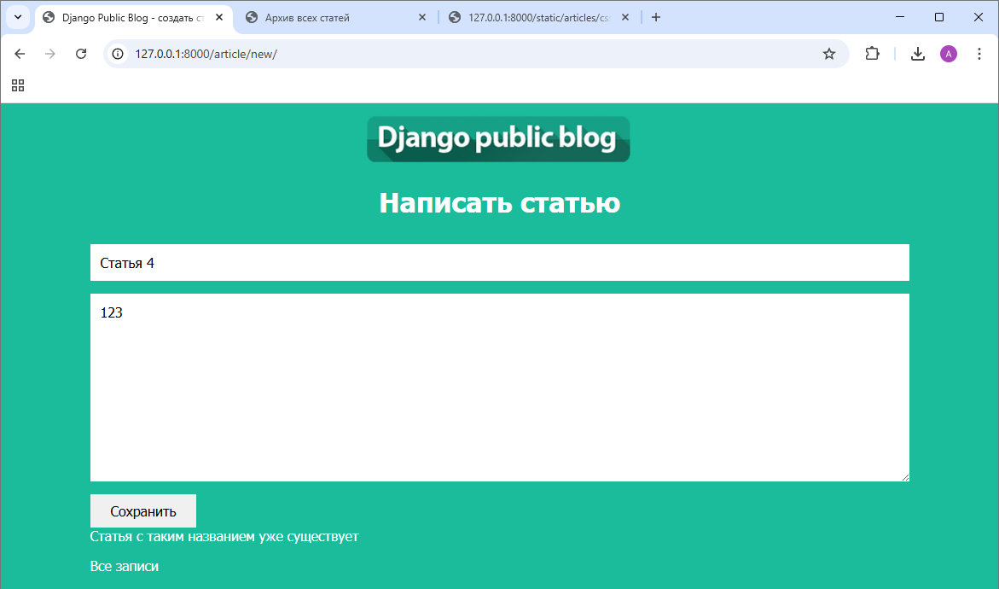 Django Public Blog - создать ст
Архив всех статей
127.0.0.1:8000/static/articles/cs
127.0.0.1:8000/article/new/
A
Django public blog
Написать статью
Статья 4
123
Сохранить
Статья с таким названием уже существует
Все записи